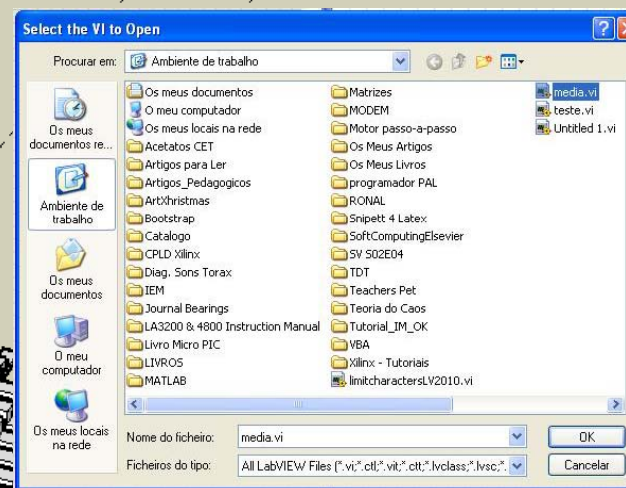 Select the VI to Open
Procurar em:
Ambiente de trabalho
Os meus documentos re...
Ambiente de trabalho
Os meus documentos
O meu computador
Os meus locais na rede
Os meus documentos
O meu computador
Os meus locais na rede
Acetatos CET
Artigos para Ler
Artigos_Pedagogicos
ArtXhristmas
Bootstrap
Catalogo
CPLD Xilinx
Diag. Sons Torax
IEM
Journal Bearings
LA3200 & 4800 Instruction Manual
Livro Micro PIC
LIVROS
MATLAB
Matrizes
MODEM
Motor passo-a-passo
Os Meus Artigos
Os Meus Livros
programador PAL
RONAL
Snipett 4 Latex
SoftComputingElsevier
SV S02E04
TDT
Teachers Pet
Teoria do Caos
Tutorial_IM_OK
VBA
Xilinx - Tutoriais
limitcharactersLV2010.vi
media.vi
teste.vi
Untitled 1.vi
Nome do ficheiro:
media.vi
OK
Ficheiros do tipo:
All LabVIEW Files (*.vi;*.ctl;*.vit;*.ctt;*.lvclass;*.lvsc;*.
Cancelar